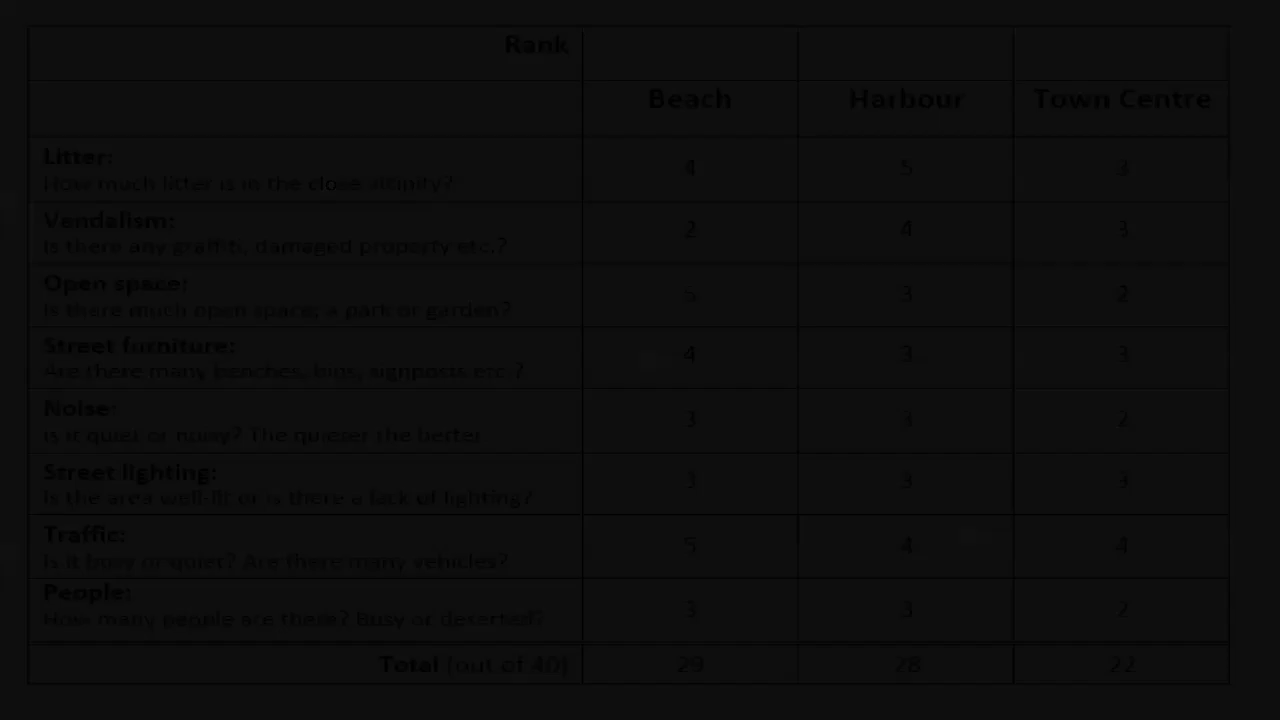 Rank
Beach Harbour Town Centre
Litter:
How much litter is in the close vicinity?
4 5 3
Vandalism:
Is there any graffiti, damaged property etc.?
2 4 3
Open space:
Is there much open space, a park or garden?
5 3 2
Street furniture:
Are there many benches, bins, signposts etc.?
4 3 3
Noise:
Is it quiet or noisy? The quieter the better
3 3 2
Street lighting:
Is the area well-lit or is there a lack of lighting?
3 3 3
Traffic:
Is it busy or quiet? Are there many vehicles?
5 4 4
People:
How many people are there? Busy or deserted?
3 3 2
Total (out of 40) 29 28 22